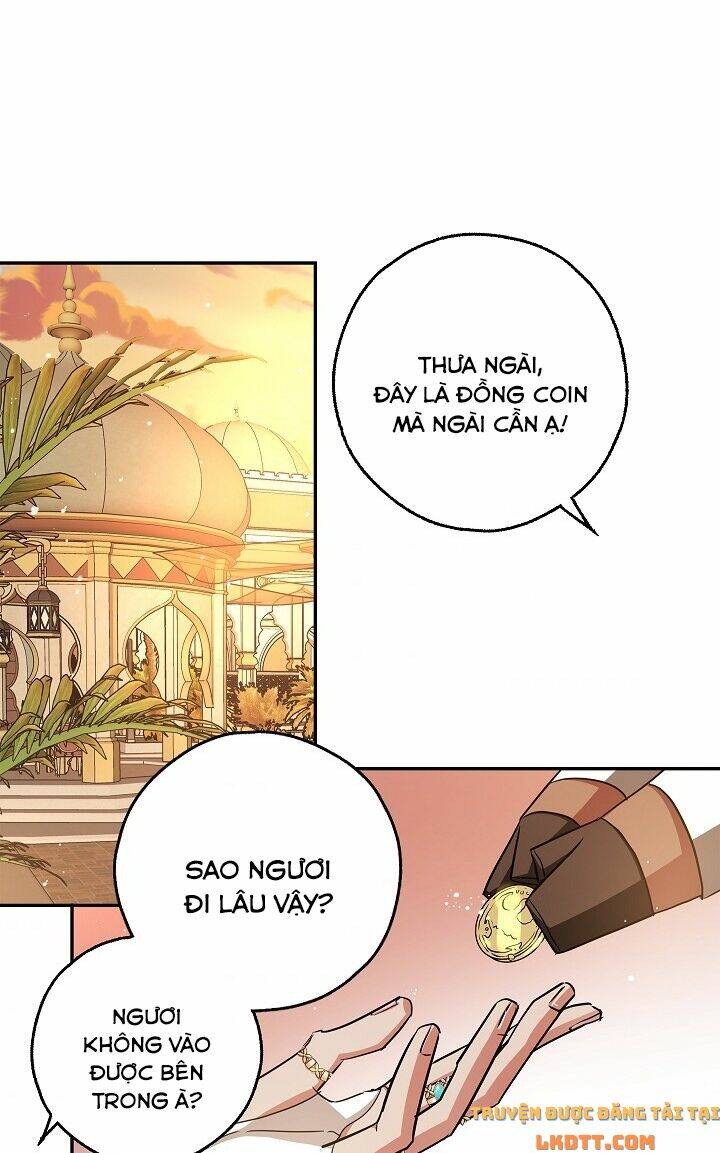 THƯA NGÀI,
ĐÂY LÀ ĐỒNG COIN
MÀ NGÀI CẦN Ạ!
SAO NGƯƠI
ĐI LÂU VẬY?
NGƯƠI
KHÔNG VÀO
ĐƯỢC BÊN
TRONG À?
TRUYỆN ĐƯỢC ĐĂNG TẢI TẠI
LKDTT.COM